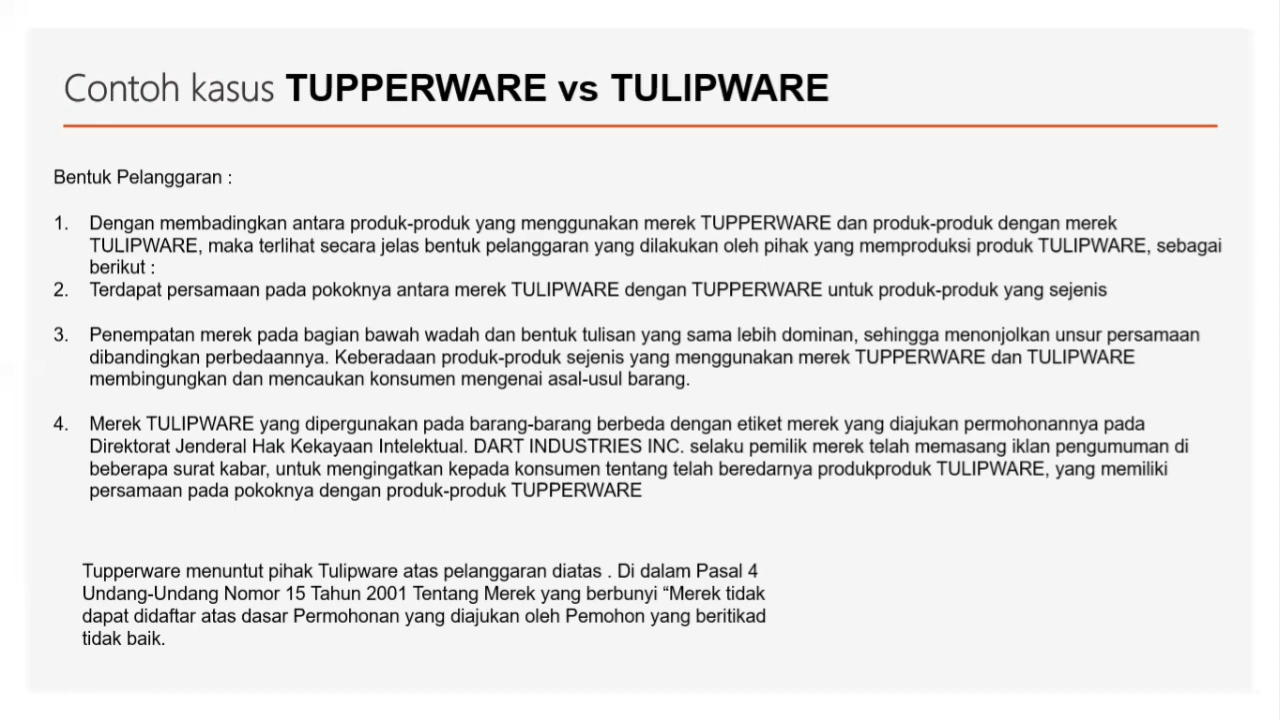 Contoh kasus TUPPERWARE vs TULIPWARE
Bentuk Pelanggaran :
1. Dengan membadingkan antara produk-produk yang menggunakan merek TUPPERWARE dan produk-produk dengan merek
TULIPWARE, maka terlihat secara jelas bentuk pelanggaran yang dilakukan oleh pihak yang memproduksi produk TULIPWARE, sebagai
berikut :
2. Terdapat persamaan pada pokoknya antara merek TULIPWARE dengan TUPPERWARE untuk produk-produk yang sejenis
3. Penempatan merek pada bagian bawah wadah dan bentuk tulisan yang sama lebih dominan, sehingga menonjolkan unsur persamaan
dibandingkan perbedaannya. Keberadaan produk-produk sejenis yang menggunakan merek TUPPERWARE dan TULIPWARE
membingungkan dan mencaukan konsumen mengenai asal-usul barang.
4. Merek TULIPWARE yang dipergunakan pada barang-barang berbeda dengan etiket merek yang diajukan permohonannya pada
Direktorat Jenderal Hak Kekayaan Intelektual. DART INDUSTRIES INC. selaku pemilik merek telah memasang iklan pengumuman di
beberapa surat kabar, untuk mengingatkan kepada konsumen tentang telah beredarnya produkproduk TULIPWARE, yang memiliki
persamaan pada pokoknya dengan produk-produk TUPPERWARE
Tupperware menuntut pihak Tulipware atas pelanggaran diatas . Di dalam Pasal 4
Undang-Undang Nomor 15 Tahun 2001 Tentang Merek yang berbunyi “Merek tidak
dapat didaftar atas dasar Permohonan yang diajukan oleh Pemohon yang beritikad
tidak baik.